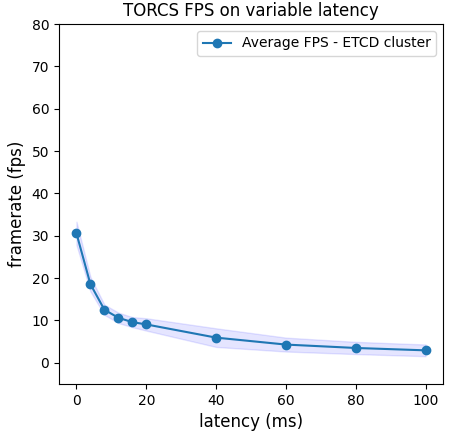 TORCS FPS on variable latency
Average FPS - ETCD cluster
framerate (fps)
80
70
60
50
40
30
20
10
0
0 20 40 60 80 100
latency (ms)